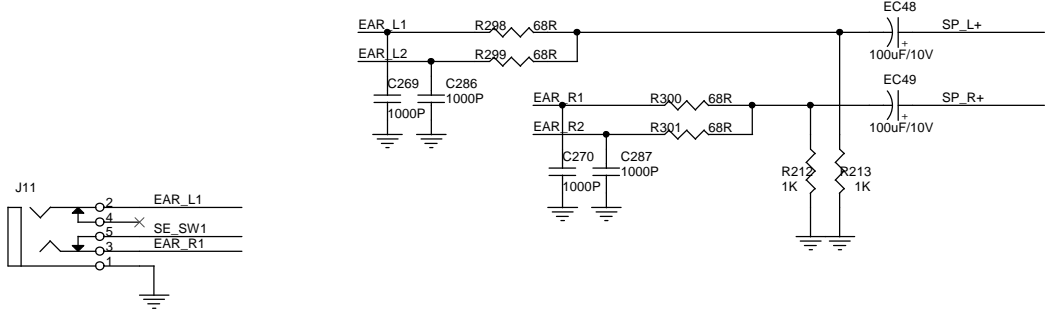 EC48
EAR_L1 R298 68R SP_L+
+
100uF/10V
EAR_L2 R299 68R
C269 C286
1000P
1000P
EC49
EAR_R1 R300 68R SP_R+
+
100uF/10V
EAR_R2 R301 68R
C270 C287
1000P
1000P
R212 R213
1K 1K
J11
2 EAR_L1
4
5 SE_SW1
3 EAR_R1
1